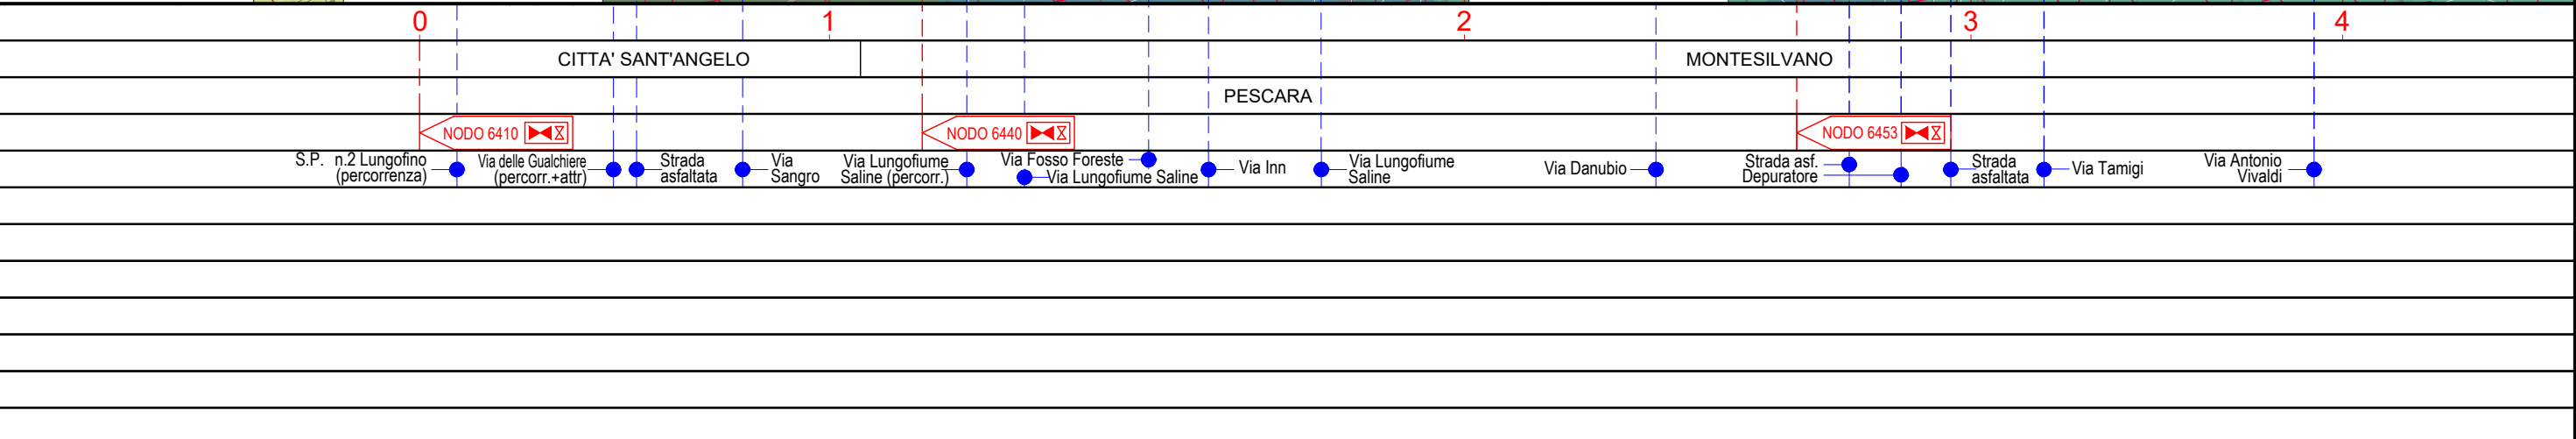 0 1 2 3 4
CITTA' SANT'ANGELO MONTESILVANO
PESCARA
NODO 6410 NODO 6440 NODO 6453
S.P. n.2 Lungofino
(percorrenza)
Via delle Gualchiere
(percorr.+attr)
Strada
asfaltata
Via
Sangro
Via Lungofiume
Saline (percorr.)
Via Fosso Foreste
Via Lungofiume Saline
Via Inn
Via Lungofiume
Saline
Via Danubio
Strada asf.
Depuratore
Strada
asfaltata
Via Tamigi
Via Antonio
Vivaldi